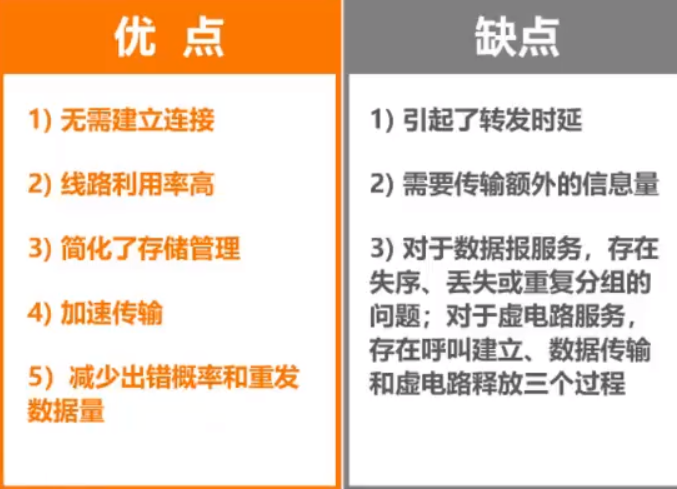 优 点
1) 无需建立连接
2) 线路利用率高
3) 简化了存储管理
4) 加速传输
5）减少出错概率和重发
数据量
缺点
1) 引起了转发时延
2) 需要传输额外的信息量
3) 对于数据报服务，存在
失序、丢失或重复分组的
问题；对于虚电路服务，
存在呼叫建立、数据传输
和虚电路释放三个过程